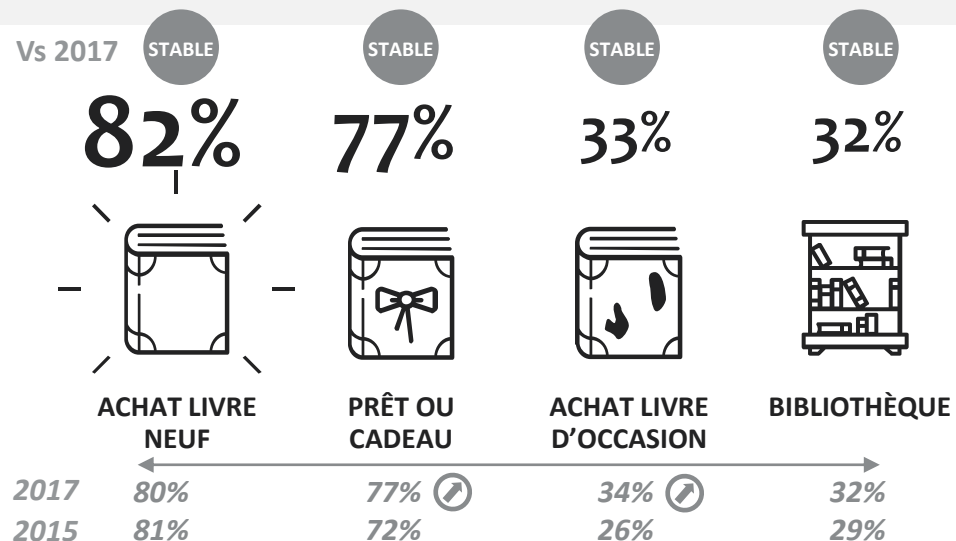 Vs 2017 STABLE STABLE STABLE STABLE
82% 77% 33% 32%
ACHAT LIVRE NEUF
PRÊT OU CADEAU
ACHAT LIVRE D’OCCASION
BIBLIOTHÈQUE
2017 80% 77% 34% 32%
2015 81% 72% 26% 29%